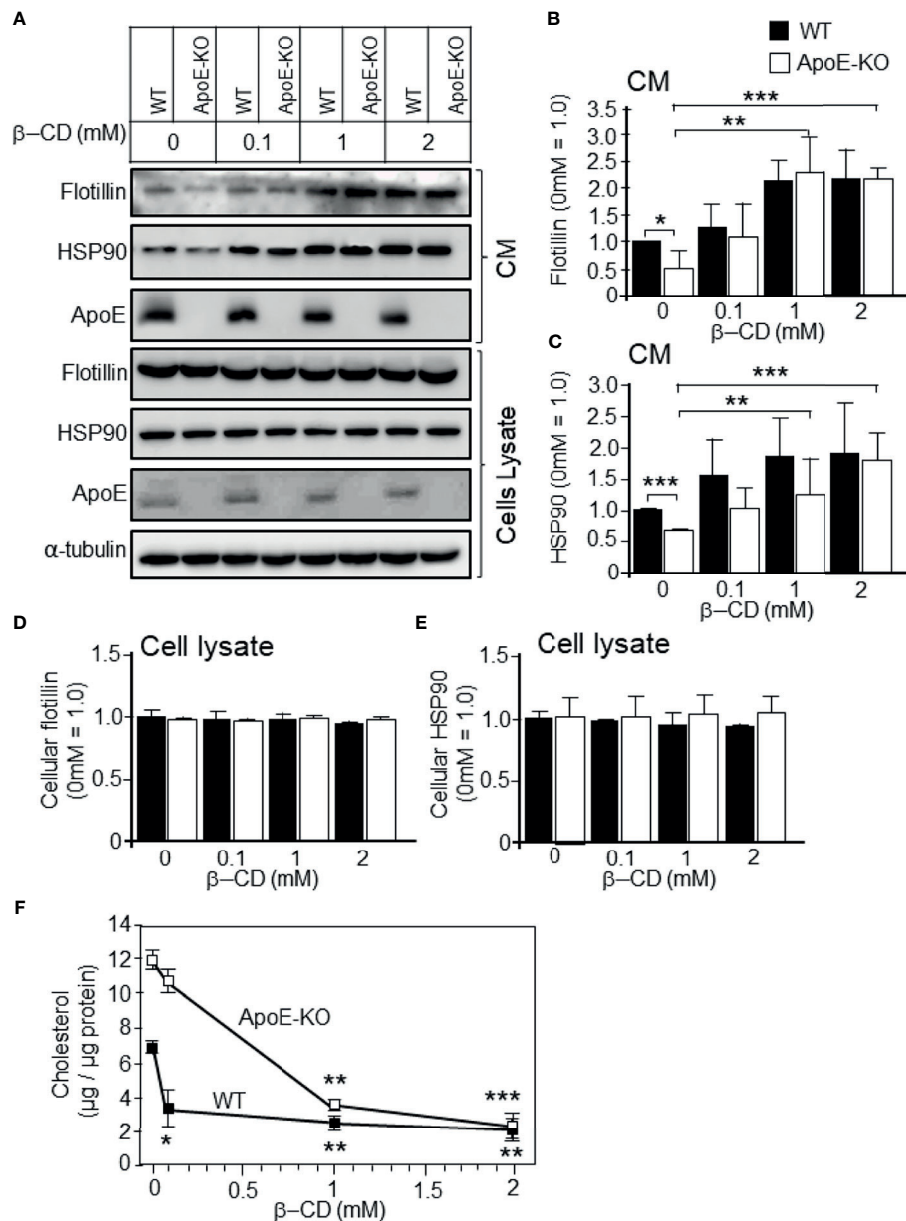 A
WT
ApoE-KO
WT
ApoE-KO
WT
ApoE-KO
WT
ApoE-KO
β–CD (mM)
0
0.1
1
2
Flotillin
HSP90
ApoE
CM
Flotillin
HSP90
ApoE
α-tubulin
Cells Lysate
B
WT
ApoE-KO
CM
Flotillin (0mM = 1.0)
3.5
3.0
2.5
2.0
1.5
1.0
0.5
0
***
**
*
0 0.1 1 2
β–CD (mM)
C
CM
HSP90 (0mM = 1.0)
3.0
2.5
2.0
1.5
1.0
0.5
0
***
**
***
0 0.1 1 2
β–CD (mM)
D
Cell lysate
Cellular flotillin
(0mM = 1.0)
1.5
1.0
0.5
0
0 0.1 1 2
β–CD (mM)
E
Cell lysate
Cellular HSP90
(0mM = 1.0)
1.5
1.0
0.5
0
0 0.1 1 2
β–CD (mM)
F
Cholesterol
(μg / μg protein)
14
12
10
8
6
4
2
0
ApoE-KO
WT
*
**
**
***
**
0 0.5 1 1.5 2
β–CD (mM)